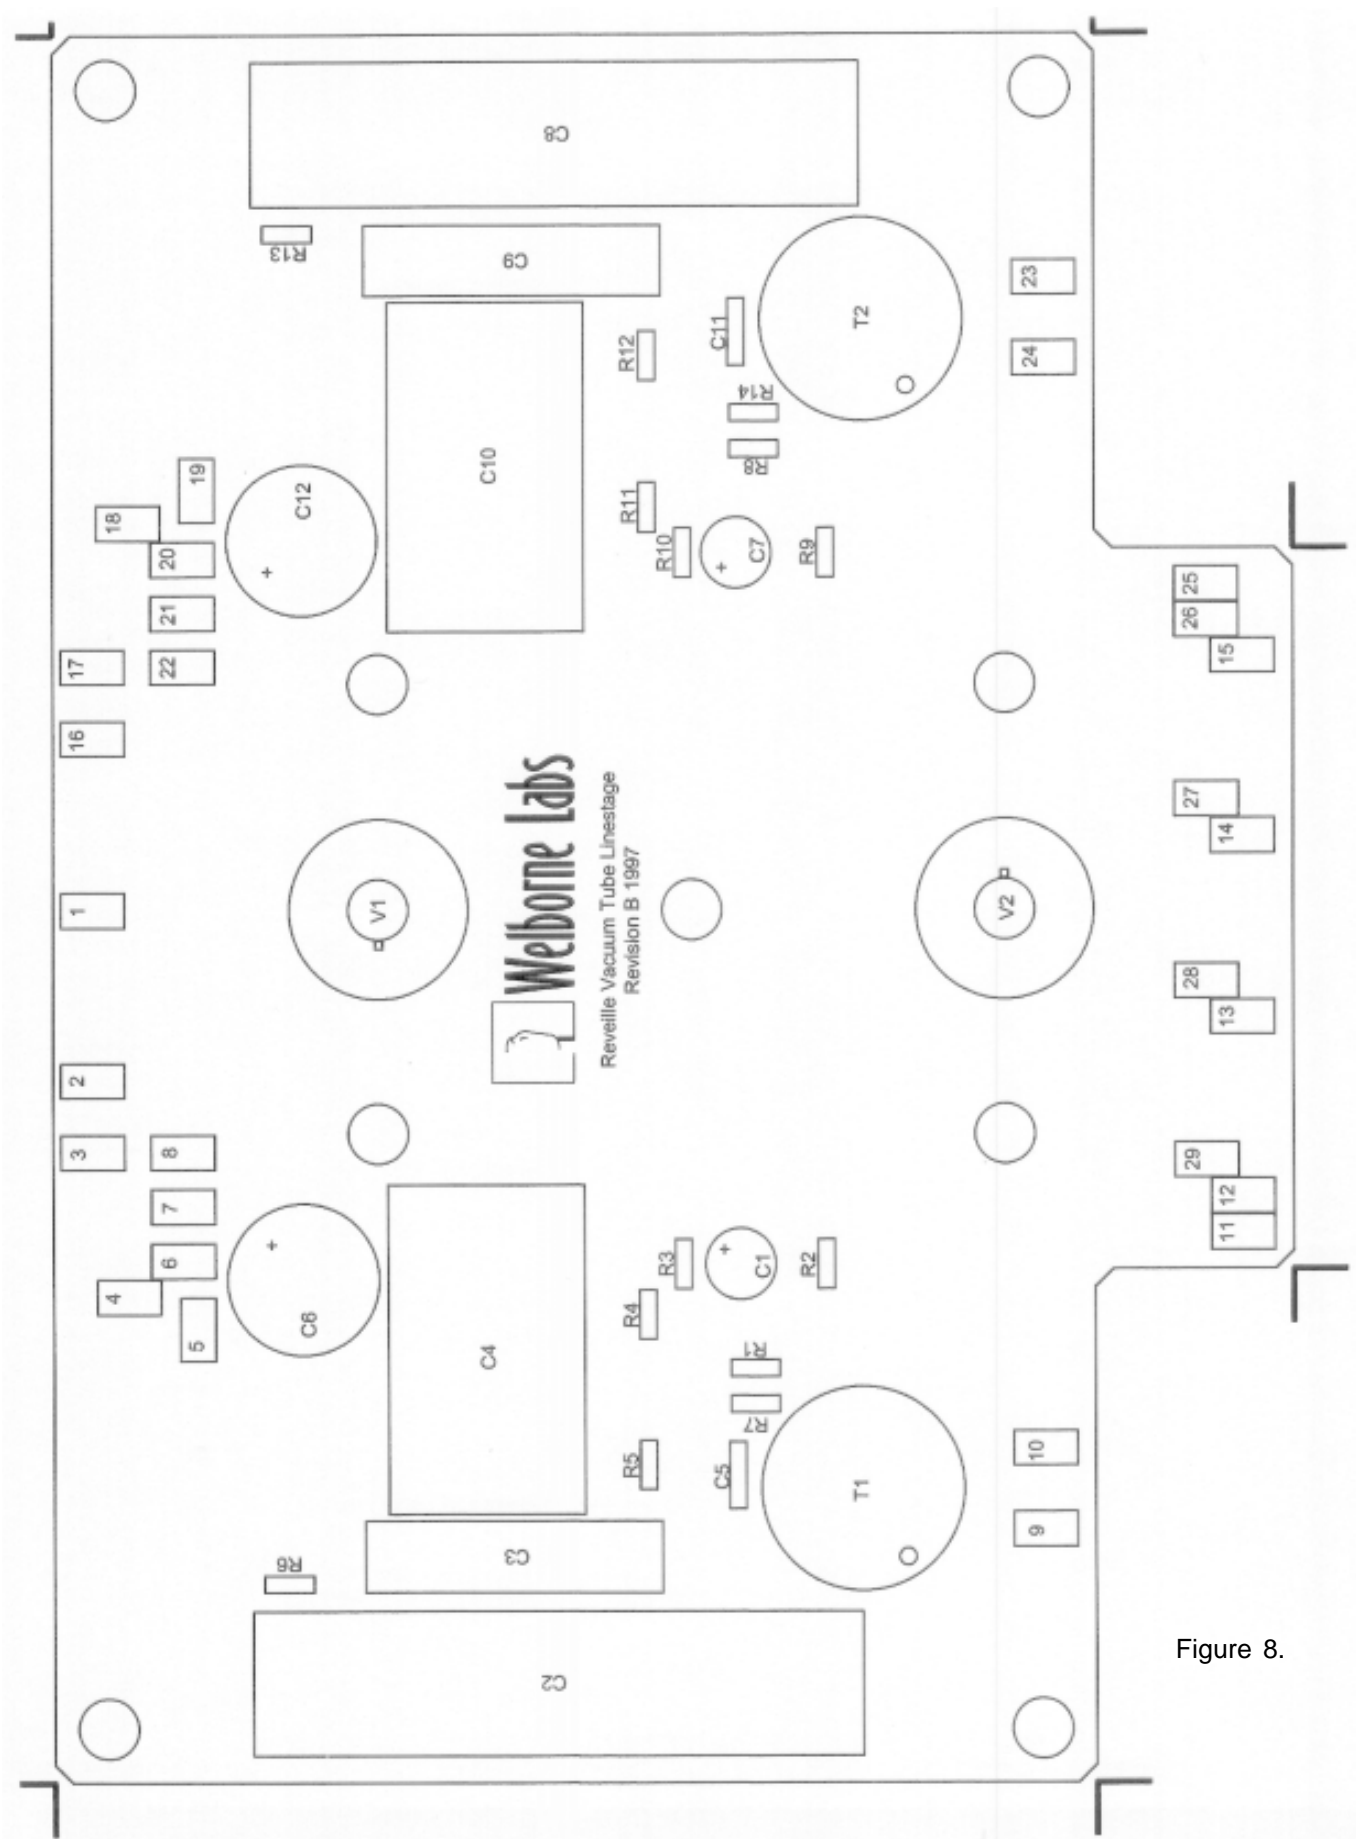 C8
R13
C9
T2
23
C11
R12
24
R14
C10
R8
19
C12
18
R11
20
R10
+
C7
R9
+
25
21
26
17
22
15
16
27
14
Welborne Labs
Reveille Vacuum Tube Linestage
Revision B 1997
1
V1
V2
28
13
2
3
8
29
12
7
11
+
6
R3
+
C1
R2
4
C6
R4
5
C4
R1
R7
10
R5
C5
T1
9
C3
R6
C2
Figure 8.